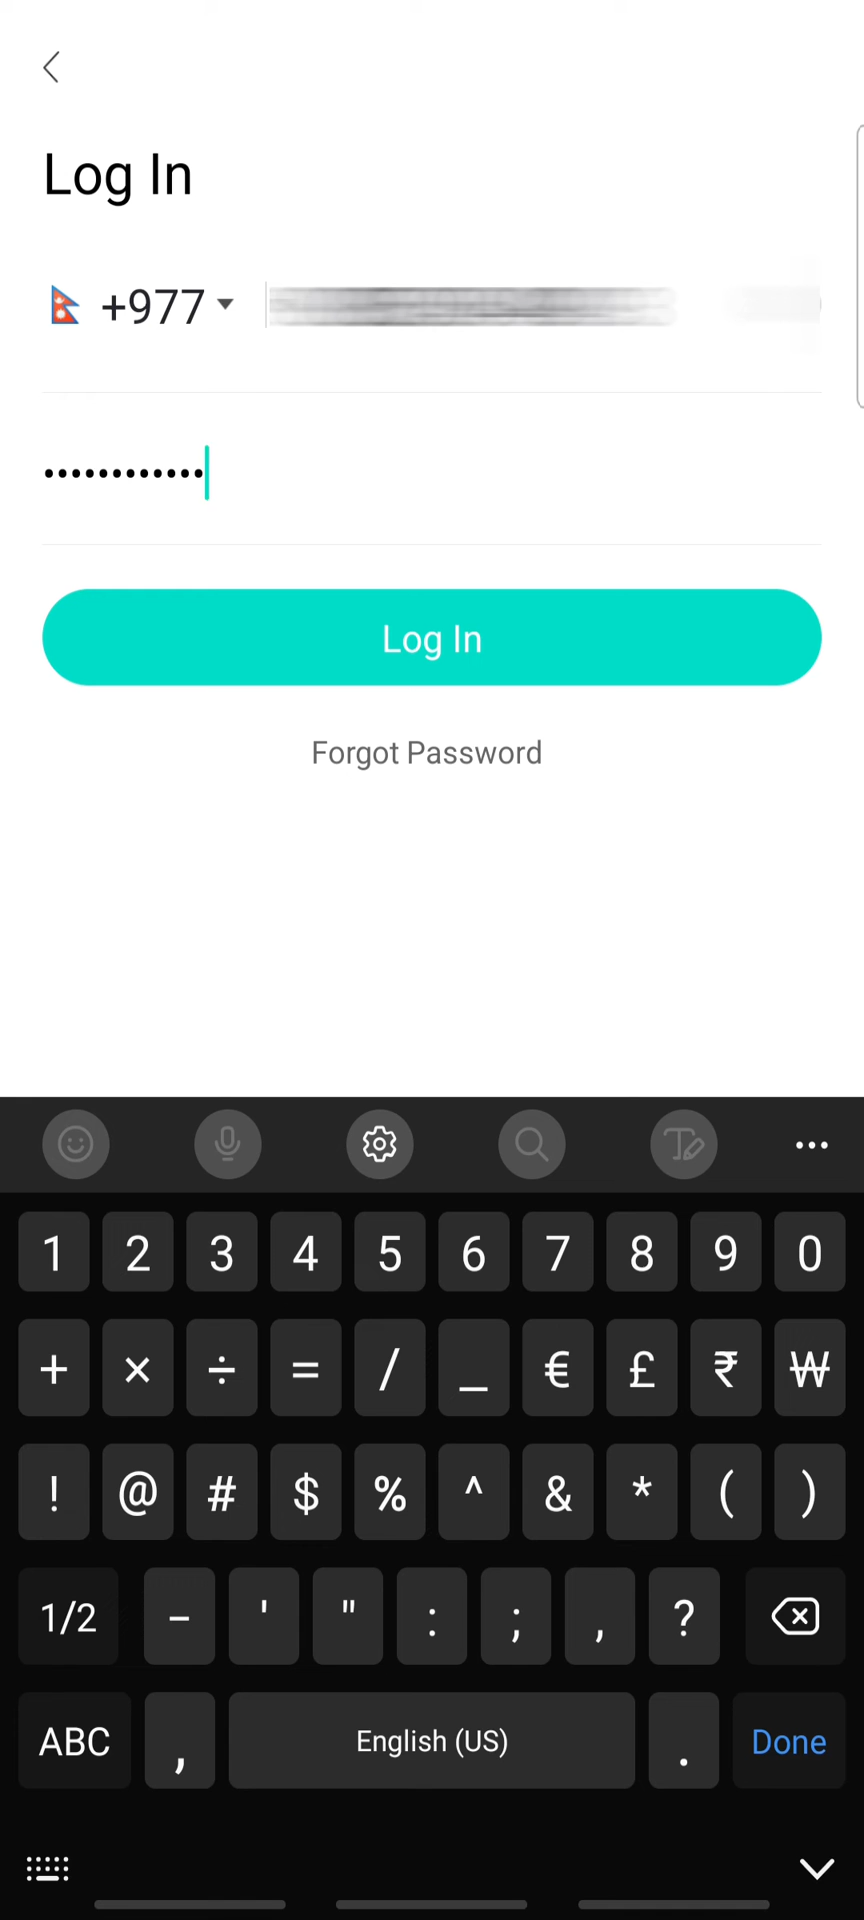 Log In
+977
••••••••••••
Log In
Forgot Password
1 2 3 4 5 6 7 8 9 0
+ × ÷ = / _ € £ ₹ ₩
! @ # $ % ^ & * ( )
1/2 - ' " : ; , ?
ABC , English (US) . Done